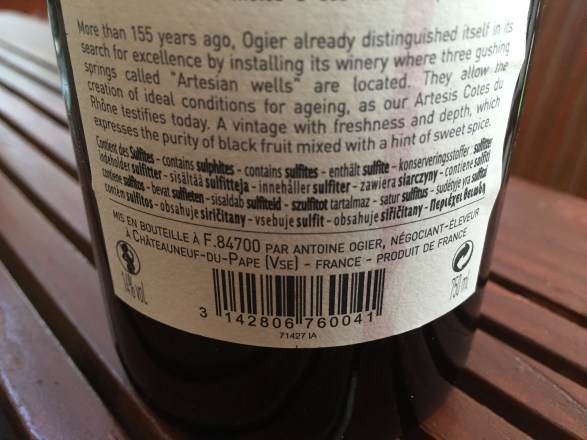 More than 155 years ago, Ogier already distinguished itself in its
search for excellence by installing its winery where three gushing
springs called "Artesian wells" are located. They allow the
creation of ideal conditions for ageing, as our Artesis Cotes du
Rhône testifies today. A vintage with freshness and depth, which
expresses the purity of black fruit mixed with a hint of sweet spice.
Contient des Sulfites - contains sulphites - contains sulfites - enthält sulfite - konserveringsstoffer: sulfitter
indeholder sulfitter - sisältää sulfitteja - innehåller sulfiter - zawiera siarczyny - contiene solfiti
contiene sulfitos - bevat sulfieten - sisaldab sulfiteid - szulfitot tartalmaz - satur sulfitus - sudėtyje yra
contém sulfitos - obsahuje siričitany - vsebuje sulfit - obsahuje siřičitany - Περιέχει
MIS EN BOUTEILLE À F.84700 PAR ANTOINE OGIER, NÉGOCIANT-ÉLEVEUR
À CHÂTEAUNEUF-DU-PAPE (VSE) - FRANCE - PRODUIT DE FRANCE
14% vol. 750 ml
3 142806 760041
71427 IA